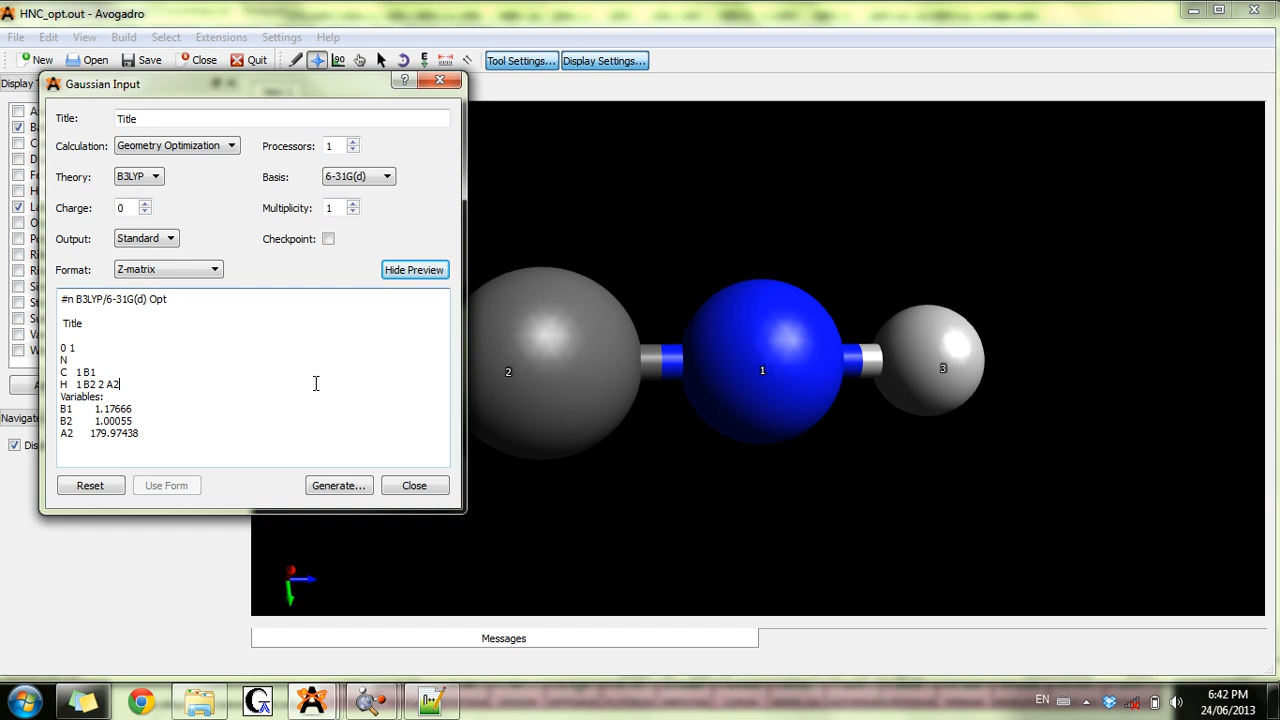 HNC_opt.out - Avogadro
File Edit View Build Select Extensions Settings Help
New Open Save Close Quit Tool Settings... Display Settings...
Gaussian Input
Title: Title
Calculation: Geometry Optimization Processors: 1
Theory: B3LYP Basis: 6-31G(d)
Charge: 0 Multiplicity: 1
Output: Standard Checkpoint:
Format: Z-matrix Hide Preview
#n B3LYP/6-31G(d) Opt
Title
0 1
N
C 1 B1
H 1 B2 2 A2
Variables:
B1 1.17666
B2 1.00055
A2 179.97438
Reset Use Form Generate... Close
2
1
3
Messages
EN
6:42 PM
24/06/2013